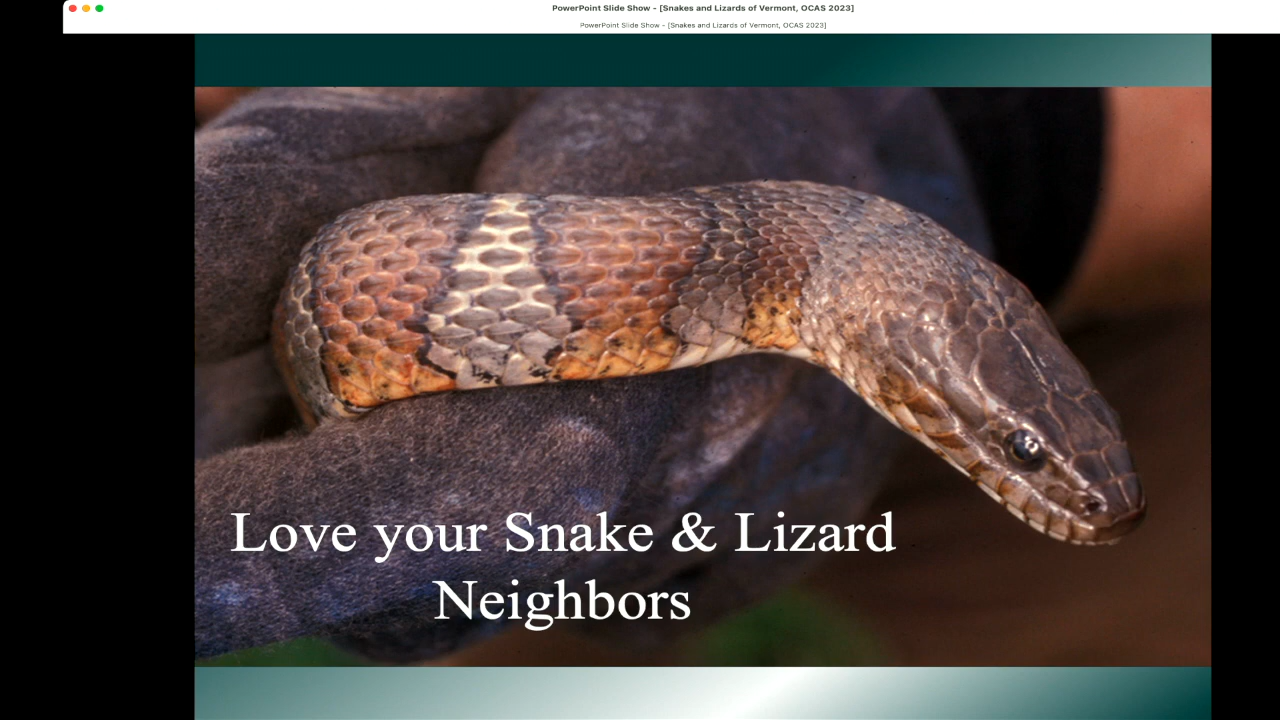 PowerPoint Slide Show - [Snakes and Lizards of Vermont, OCAS 2023]
PowerPoint Slide Show - [Snakes and Lizards of Vermont, OCAS 2023]
Love your Snake & Lizard
Neighbors